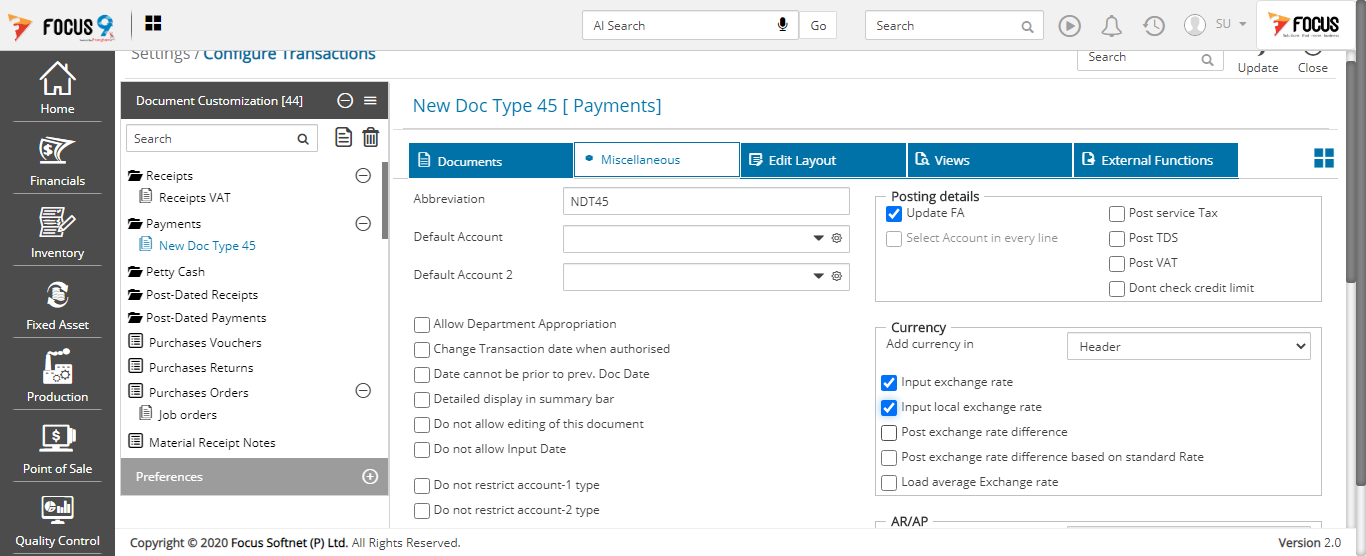 FOCUS 9
AI Search
Go
Search
SU
FOCUS
Settings / Configure Transactions
Search
Update
Close
Home
Financials
Inventory
Fixed Asset
Production
Point of Sale
Quality Control
Document Customization [44]
Search
Receipts
Receipts VAT
Payments
New Doc Type 45
Petty Cash
Post-Dated Receipts
Post-Dated Payments
Purchases Vouchers
Purchases Returns
Purchases Orders
Job orders
Material Receipt Notes
Preferences
New Doc Type 45 [ Payments]
Documents
Miscellaneous
Edit Layout
Views
External Functions
Abbreviation
NDT45
Default Account
Default Account 2
Allow Department Appropriation
Change Transaction date when authorised
Date cannot be prior to prev. Doc Date
Detailed display in summary bar
Do not allow editing of this document
Do not allow Input Date
Do not restrict account-1 type
Do not restrict account-2 type
Posting details
Update FA
Post service Tax
Select Account in every line
Post TDS
Post VAT
Dont check credit limit
Currency
Add currency in
Header
Input exchange rate
Input local exchange rate
Post exchange rate difference
Post exchange rate difference based on standard Rate
Load average Exchange rate
AR/AP
Copyright © 2020 Focus Softnet (P) Ltd. All Rights Reserved.
Version 2.0